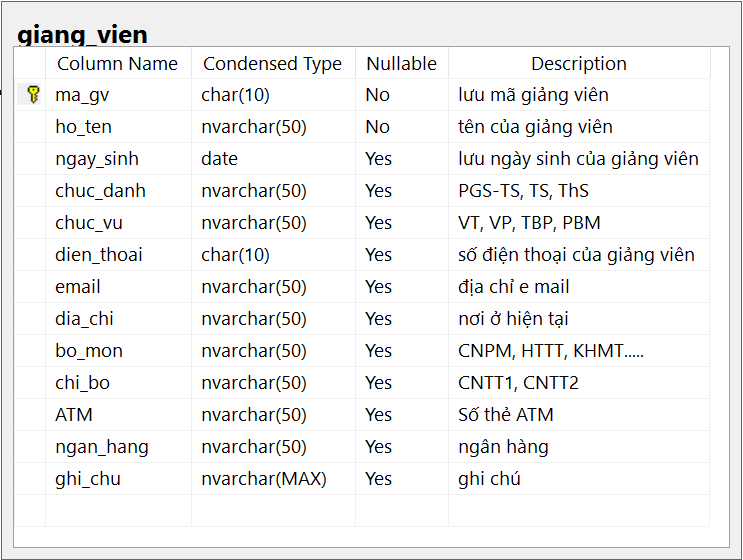 giang_vien
Column Name Condensed Type Nullable Description
ma_gv char(10) No lưu mã giảng viên
ho_ten nvarchar(50) No tên của giảng viên
ngay_sinh date Yes lưu ngày sinh của giảng viên
chuc_danh nvarchar(50) Yes PGS-TS, TS, ThS
chuc_vu nvarchar(50) Yes VT, VP, TBP, PBM
dien_thoai char(10) Yes số điện thoại của giảng viên
email nvarchar(50) Yes địa chỉ e mail
dia_chi nvarchar(50) Yes nơi ở hiện tại
bo_mon nvarchar(50) Yes CNPM, HTTT, KHMT.....
chi_bo nvarchar(50) Yes CNTT1, CNTT2
ATM nvarchar(50) Yes Số thẻ ATM
ngan_hang nvarchar(50) Yes ngân hàng
ghi_chu nvarchar(MAX) Yes ghi chú